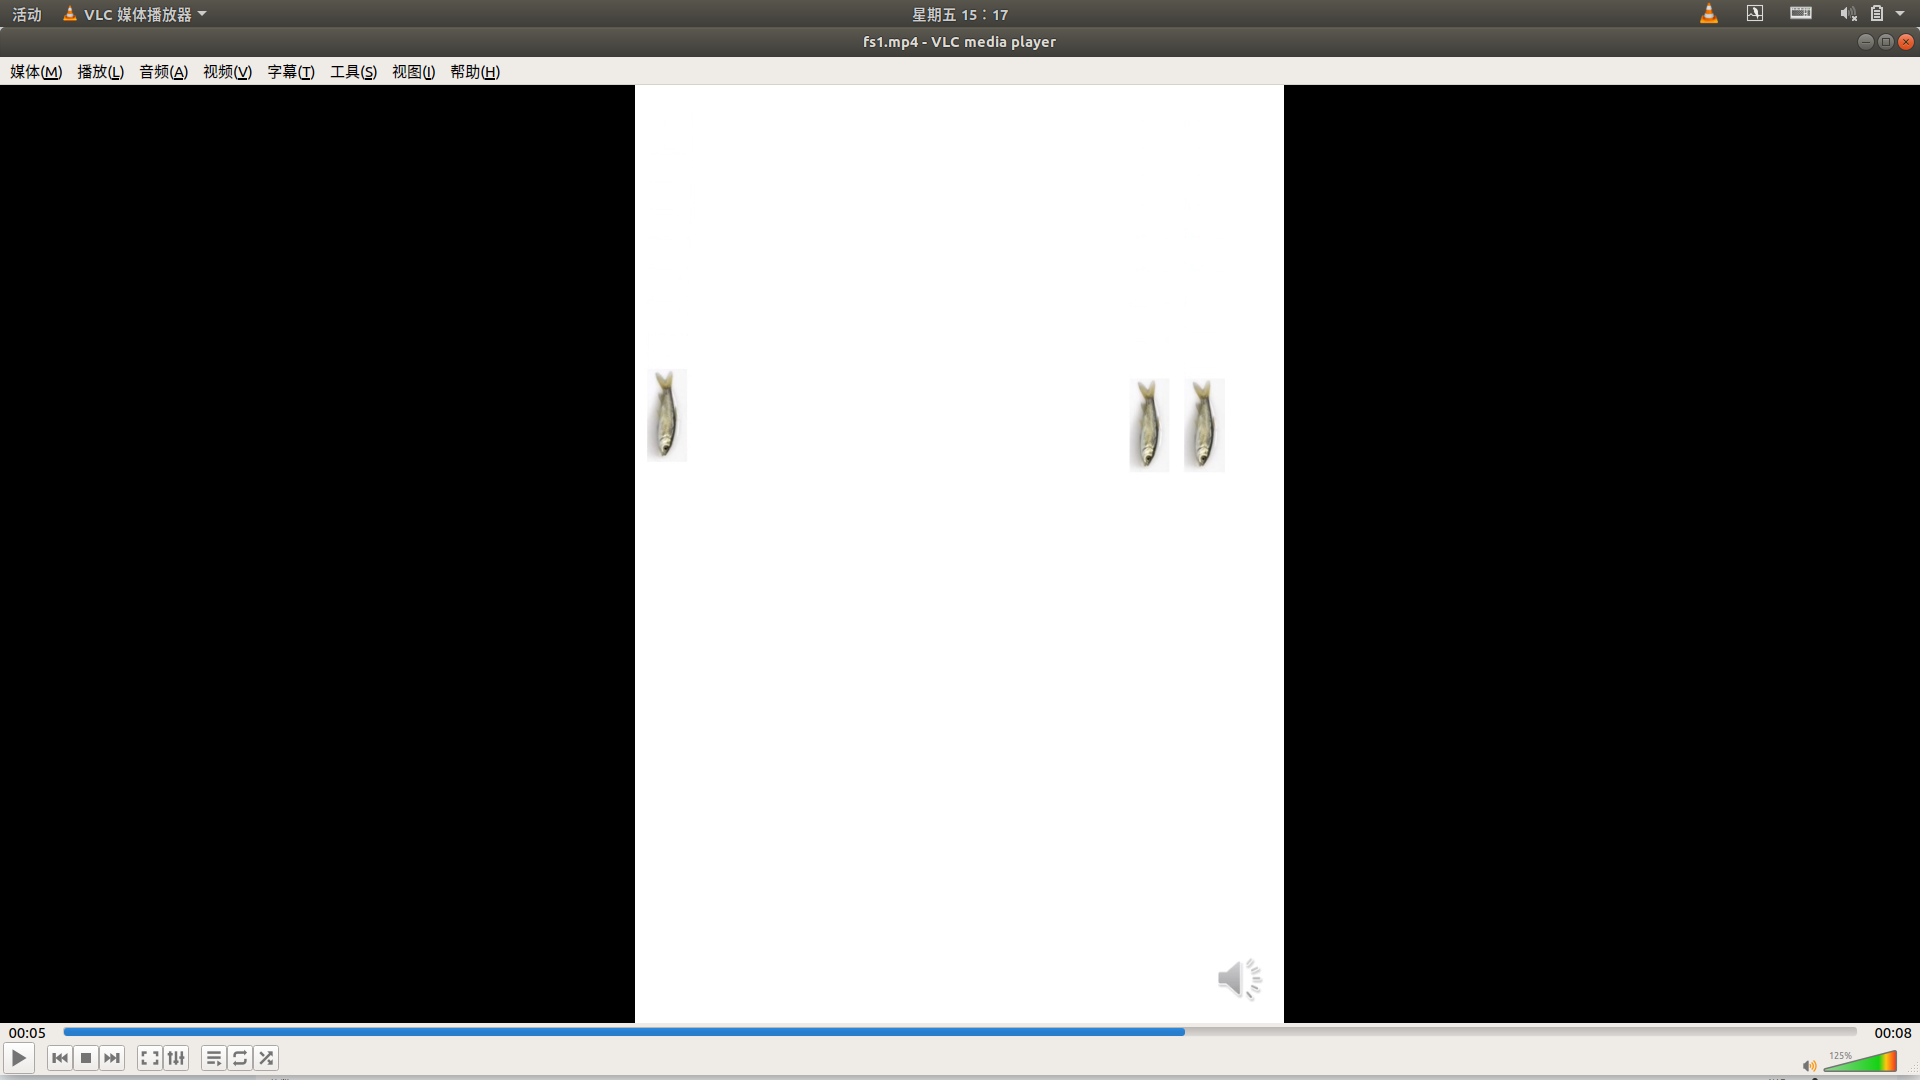 活动 VLC 媒体播放器 星期五 15：17
fs1.mp4 - VLC media player
媒体(M) 播放(L) 音频(A) 视频(V) 字幕(T) 工具(S) 视图(I) 帮助(H)
00:05 00:08
125%